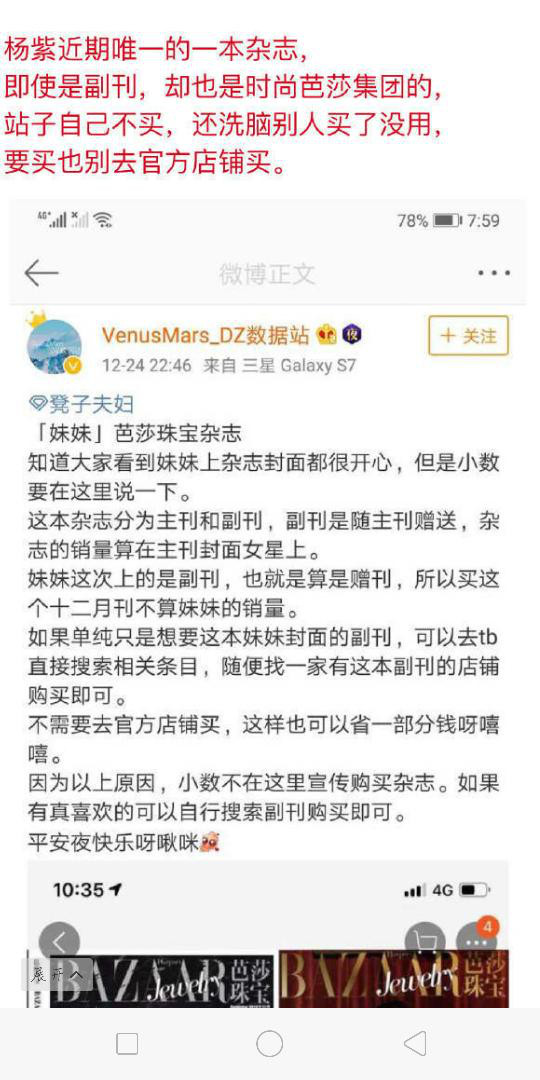 杨紫近期唯一的一本杂志，
即使是副刊，却也是时尚芭莎集团的，
站子自己不买，还洗脑别人买了没用，
要买也别去官方店铺买。
4G+ 78% 7:59
微博正文
VenusMars_DZ数据站
+ 关注
12-24 22:46 来自 三星 Galaxy S7
凳子夫妇
「妹妹」芭莎珠宝杂志
知道大家看到妹妹上杂志封面都很开心，但是小数
要在这里说一下。
这本杂志分为主刊和副刊，副刊是随主刊赠送，杂
志的销量算在主刊封面女星上。
妹妹这次上的是副刊，也就是算是赠刊，所以买这
个十二月刊不算妹妹的销量。
如果单纯只是想要这本妹妹封面的副刊，可以去tb
直接搜索相关条目，随便找一家有这本副刊的店铺
购买即可。
不需要去官方店铺买，这样也可以省一部分钱呀嘻
嘻。
因为以上原因，小数不在这里宣传购买杂志。如果
有真喜欢的可以自行搜索副刊购买即可。
平安夜快乐呀啾咪
10:35 4G
4
展开
BAZAAR Jewelry 芭莎珠宝
BAZAAR Jewelry 芭莎珠宝